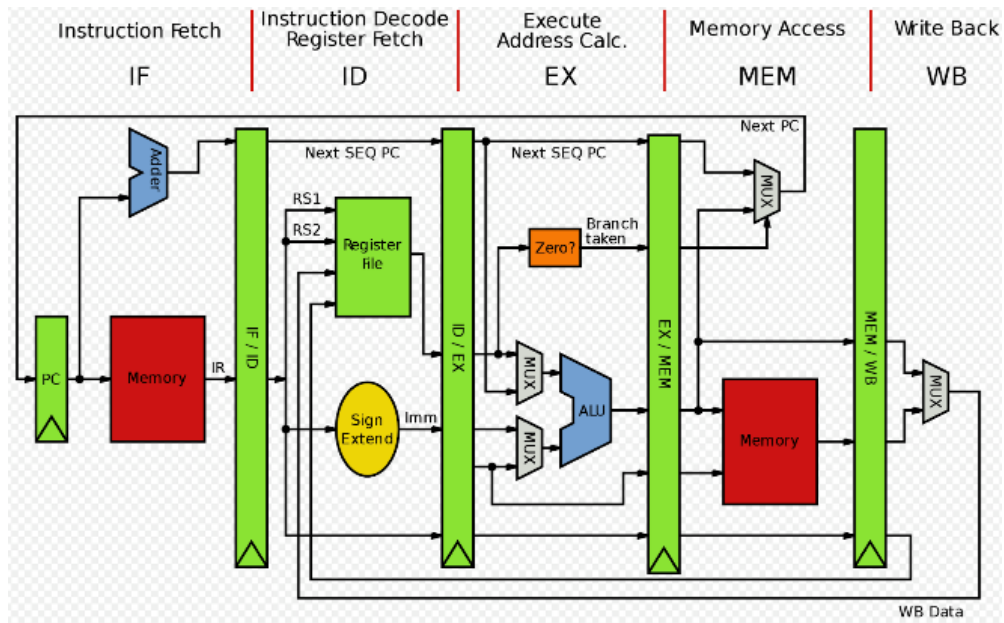 Instruction Fetch
IF
Instruction Decode
Register Fetch
ID
Execute
Address Calc.
EX
Memory Access
MEM
Write Back
WB
Next PC
Adder
Next SEQ PC
Next SEQ PC
MUX
RS1
RS2
Register
File
Branch
taken
Zero?
PC
Memory
IR
IF / ID
ID / EX
EX / MEM
MEM / WB
MUX
MUX
ALU
MUX
Sign
Extend
Imm
Memory
WB Data